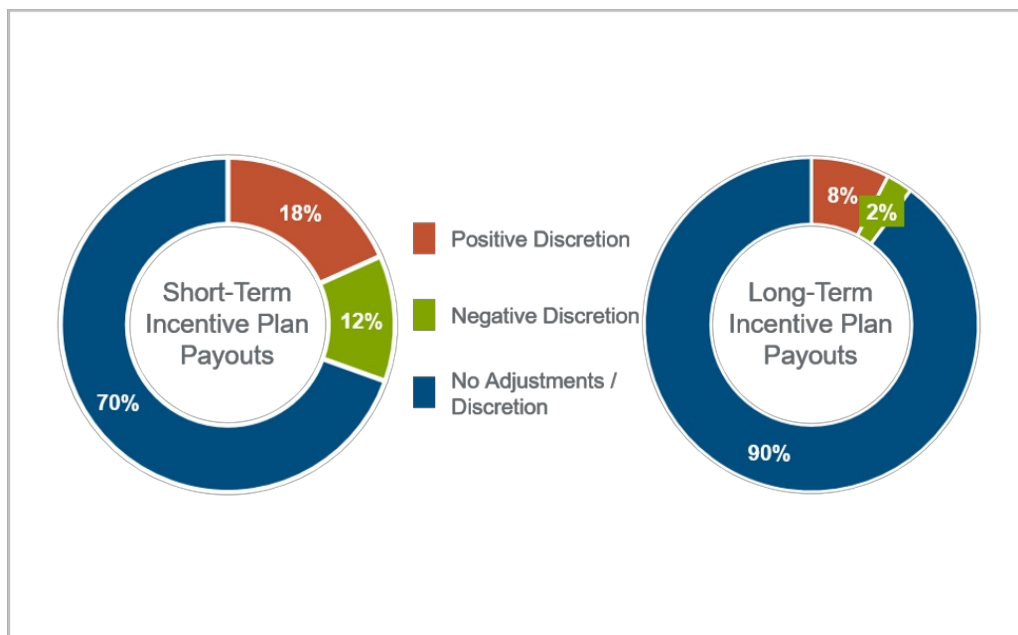 18%
12%
70%
Short-Term
Incentive Plan
Payouts
Positive Discretion
Negative Discretion
No Adjustments /
Discretion
8%
2%
90%
Long-Term
Incentive Plan
Payouts